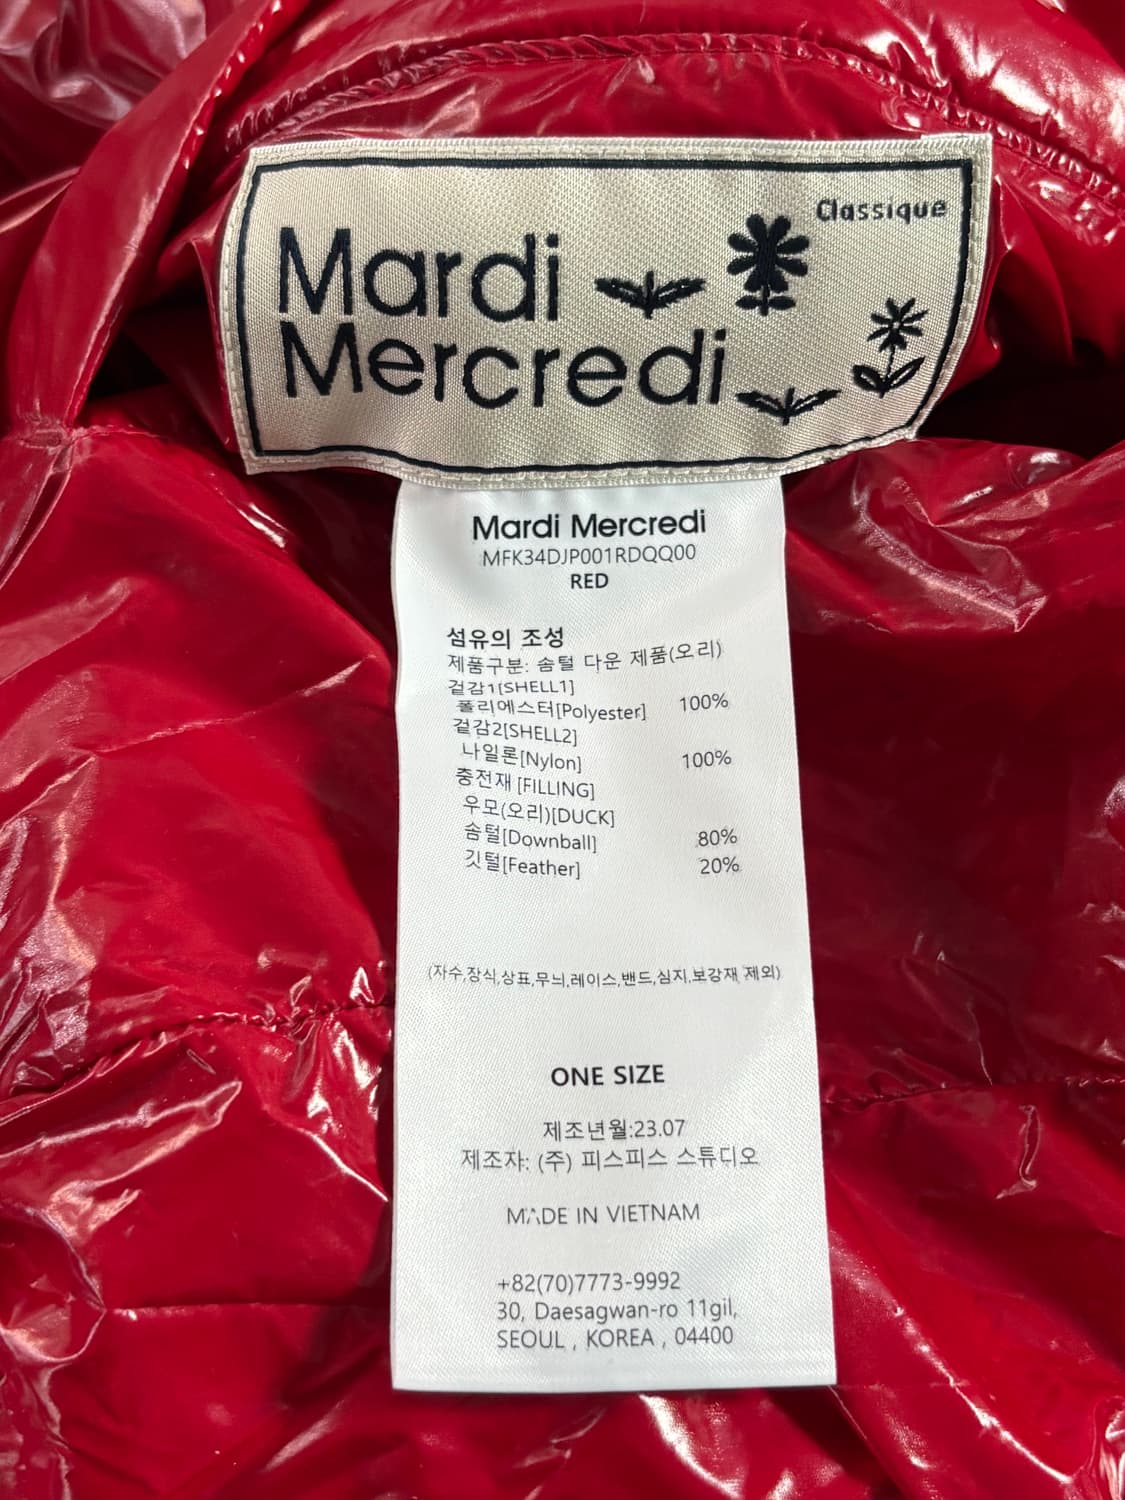 Classique
Mardi
Mercredi
Mardi Mercredi
MFK34DJP001RDQQ00
RED
섬유의 조성
제품구분: 솜털 다운 제품(오리)
겉감1[SHELL1]
폴리에스터[Polyester] 100%
겉감2[SHELL2]
나일론[Nylon] 100%
충전재 [FILLING]
우모(오리)[DUCK]
솜털[Downball] 80%
깃털[Feather] 20%
(자수,장식,상표,무늬,레이스,밴드,심지,보강재 제외)
ONE SIZE
제조년월:23.07
제조자: (주) 피스피스 스튜디오
MADE IN VIETNAM
+82(70)7773-9992
30, Daesagwan-ro 11gil,
SEOUL , KOREA , 04400